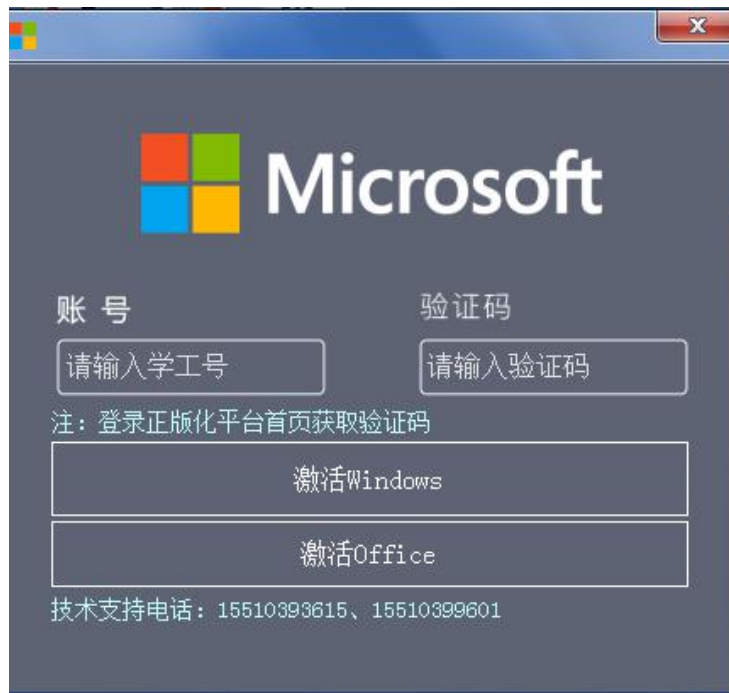 Microsoft
账 号
验证码
请输入学工号
请输入验证码
注：登录正版化平台首页获取验证码
激活Windows
激活Office
技术支持电话：15510393615、15510399601